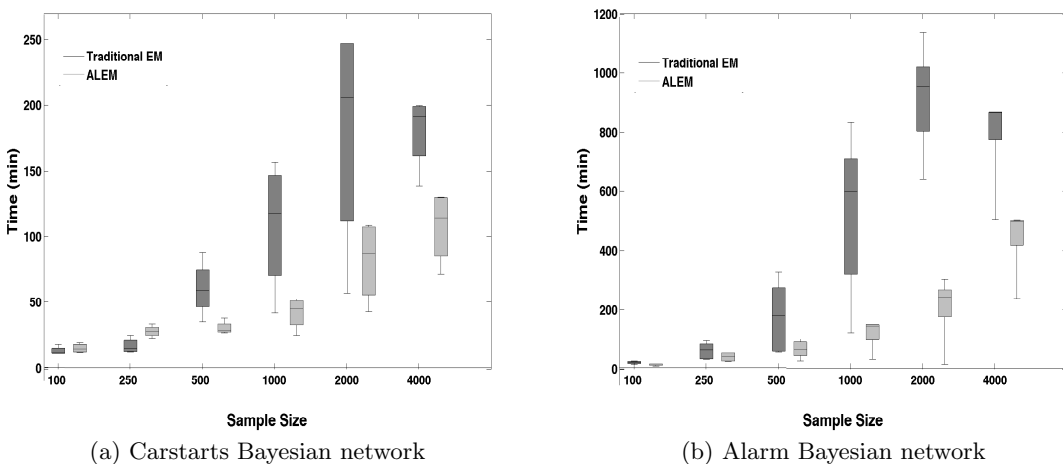 250
200
150
100
50
0
Time (min)
Traditional EM
ALEM
100 250 500 1000 2000 4000
Sample Size
(a) Carstarts Bayesian network
1200
1000
800
600
400
200
0
Time (min)
Traditional EM
ALEM
100 250 500 1000 2000 4000
Sample Size
(b) Alarm Bayesian network